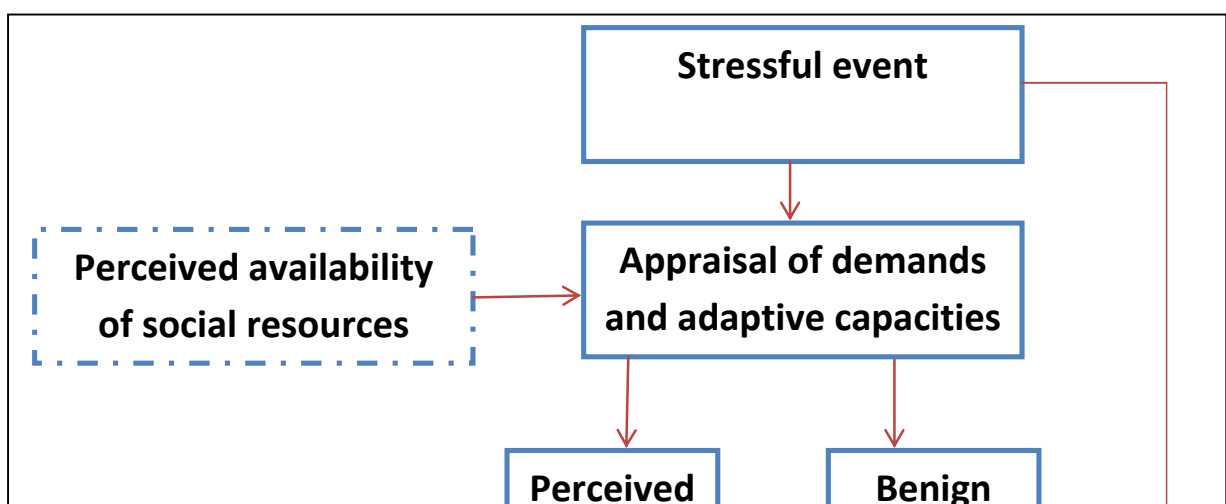 Stressful event
Perceived availability
of social resources
Appraisal of demands
and adaptive capacities
Perceived
Benign